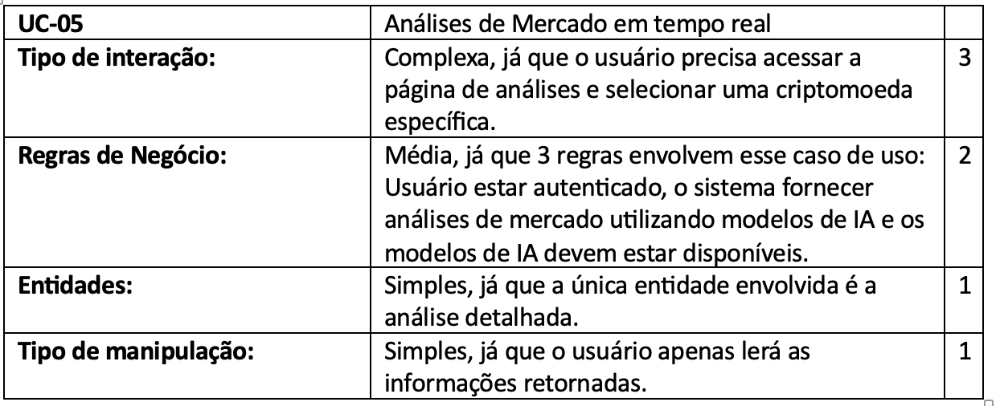 UC-05 Análises de Mercado em tempo real
Tipo de interação: Complexa, já que o usuário precisa acessar a 3
página de análises e selecionar uma criptomoeda
específica.
Regras de Negócio: Média, já que 3 regras envolvem esse caso de uso: 2
Usuário estar autenticado, o sistema fornecer
análises de mercado utilizando modelos de IA e os
modelos de IA devem estar disponíveis.
Entidades: Simples, já que a única entidade envolvida é a 1
análise detalhada.
Tipo de manipulação: Simples, já que o usuário apenas lerá as 1
informações retornadas.